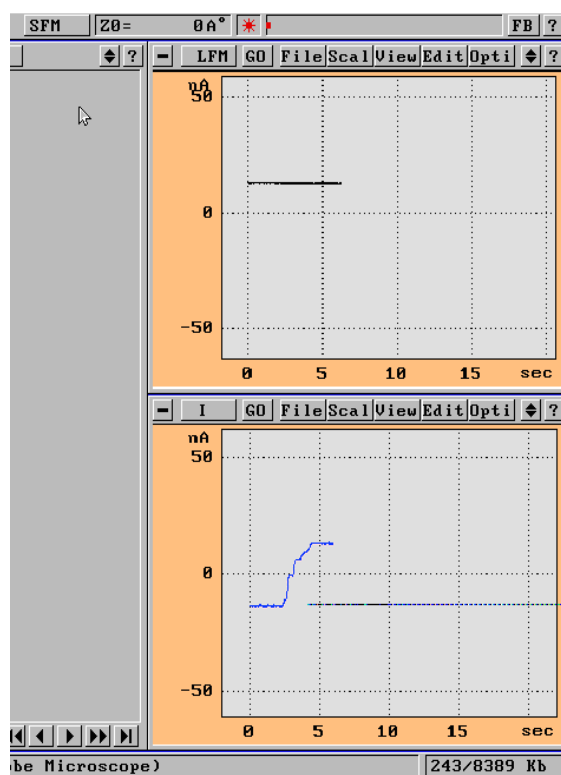 SFM Z0= 0A° FB ?
?
LFM GO File Scal View Edit Opti ?
nA
50
0
-50
0 5 10 15 sec
I GO File Scal View Edit Opti ?
nA
50
0
-50
0 5 10 15 sec
be Microscope) 243/8389 Kb